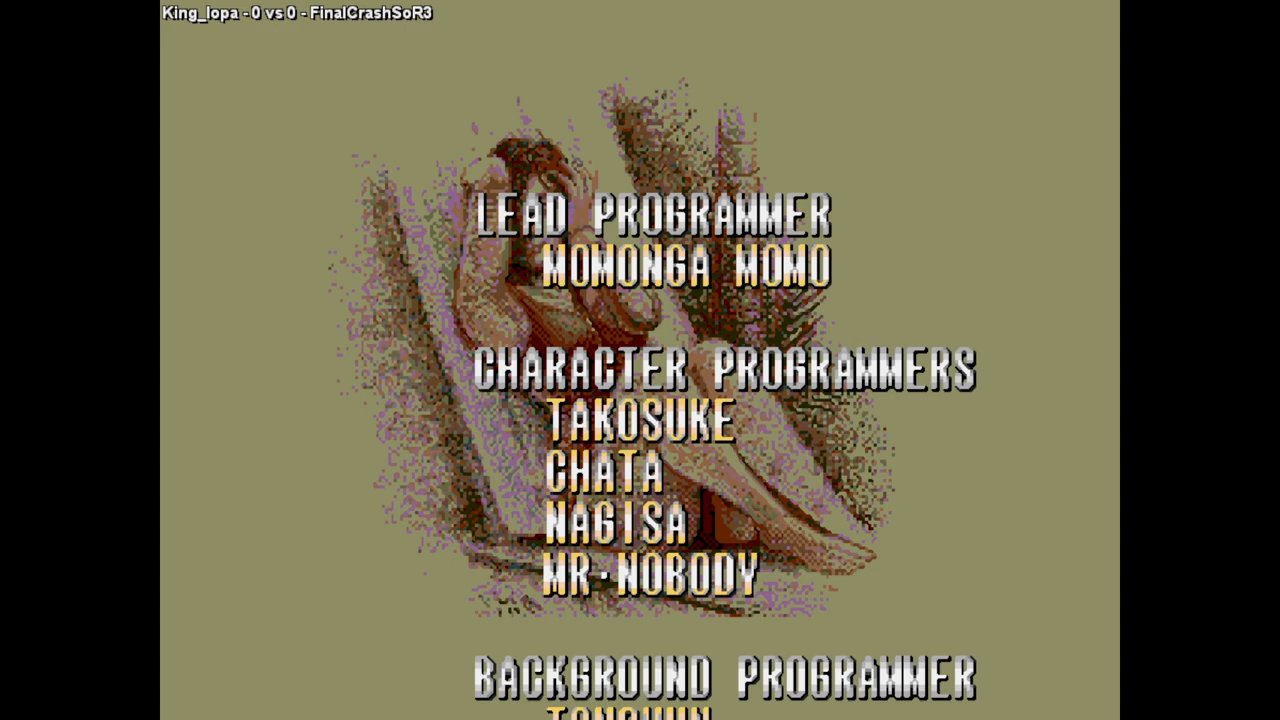 King_lopa - 0 vs 0 - FinalCrashSoR3
LEAD PROGRAMMER
MOMONGA MOMO
CHARACTER PROGRAMMERS
TAKOSUKE
CHATA
NAGISA
MR·NOBODY
BACKGROUND PROGRAMMER